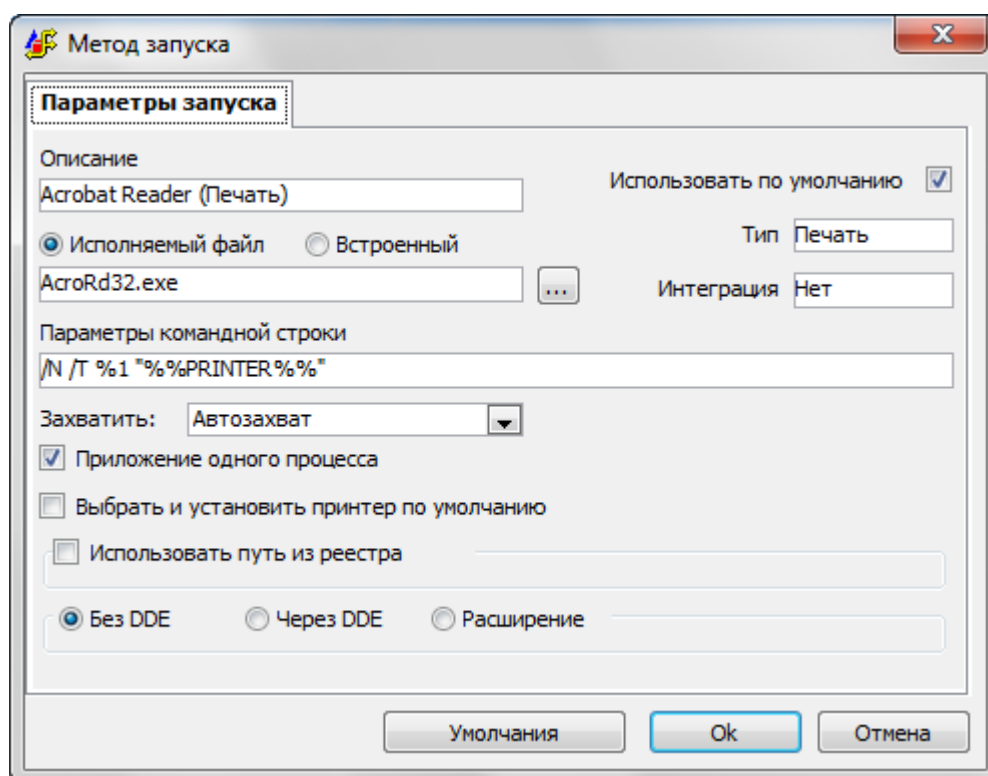 Метод запуска
Параметры запуска
Описание
Acrobat Reader (Печать)
Использовать по умолчанию
Исполняемый файл Встроенный
Тип Печать
AcroRd32.exe ...
Интеграция Нет
Параметры командной строки
/N /T %1 "%%PRINTER%%"
Захватить: Автозахват
Приложение одного процесса
Выбрать и установить принтер по умолчанию
Использовать путь из реестра
Без DDE Через DDE Расширение
Умолчания Ok Отмена